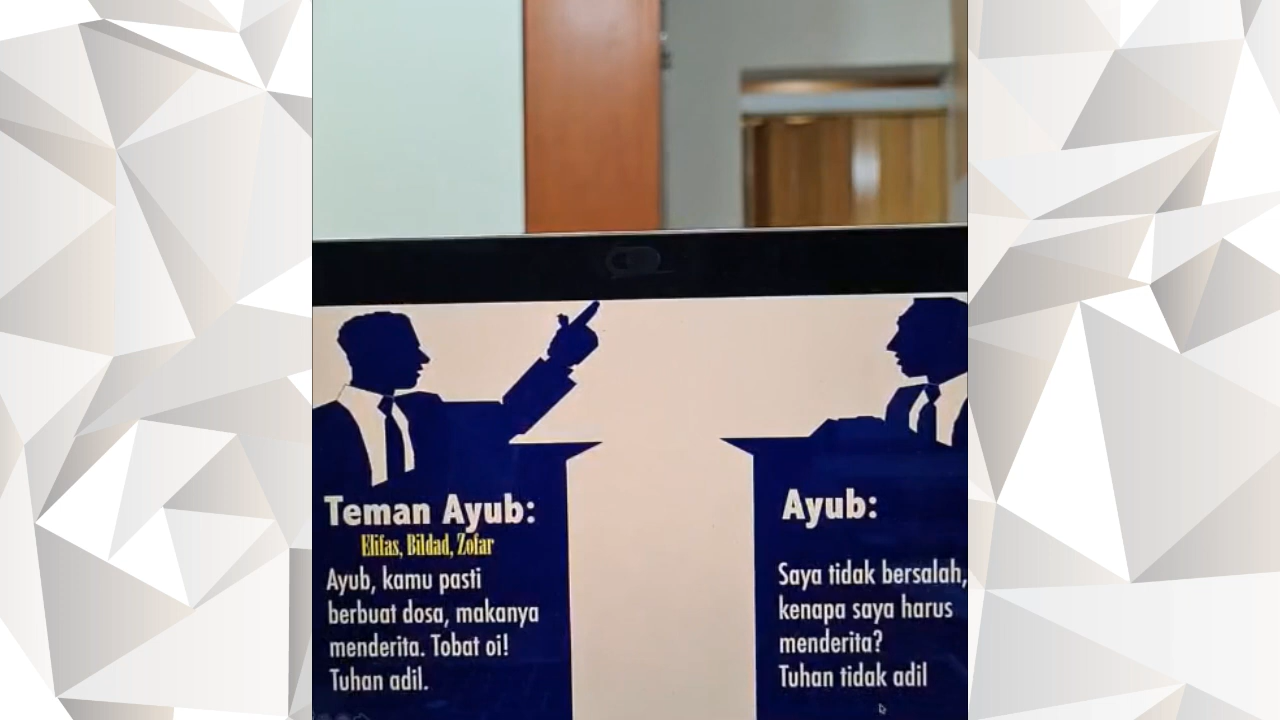 Teman Ayub:
Elifas, Bildad, Zofar
Ayub, kamu pasti
berbuat dosa, makanya
menderita. Tobat oi!
Tuhan adil.
Ayub:
Saya tidak bersalah,
kenapa saya harus
menderita?
Tuhan tidak adil